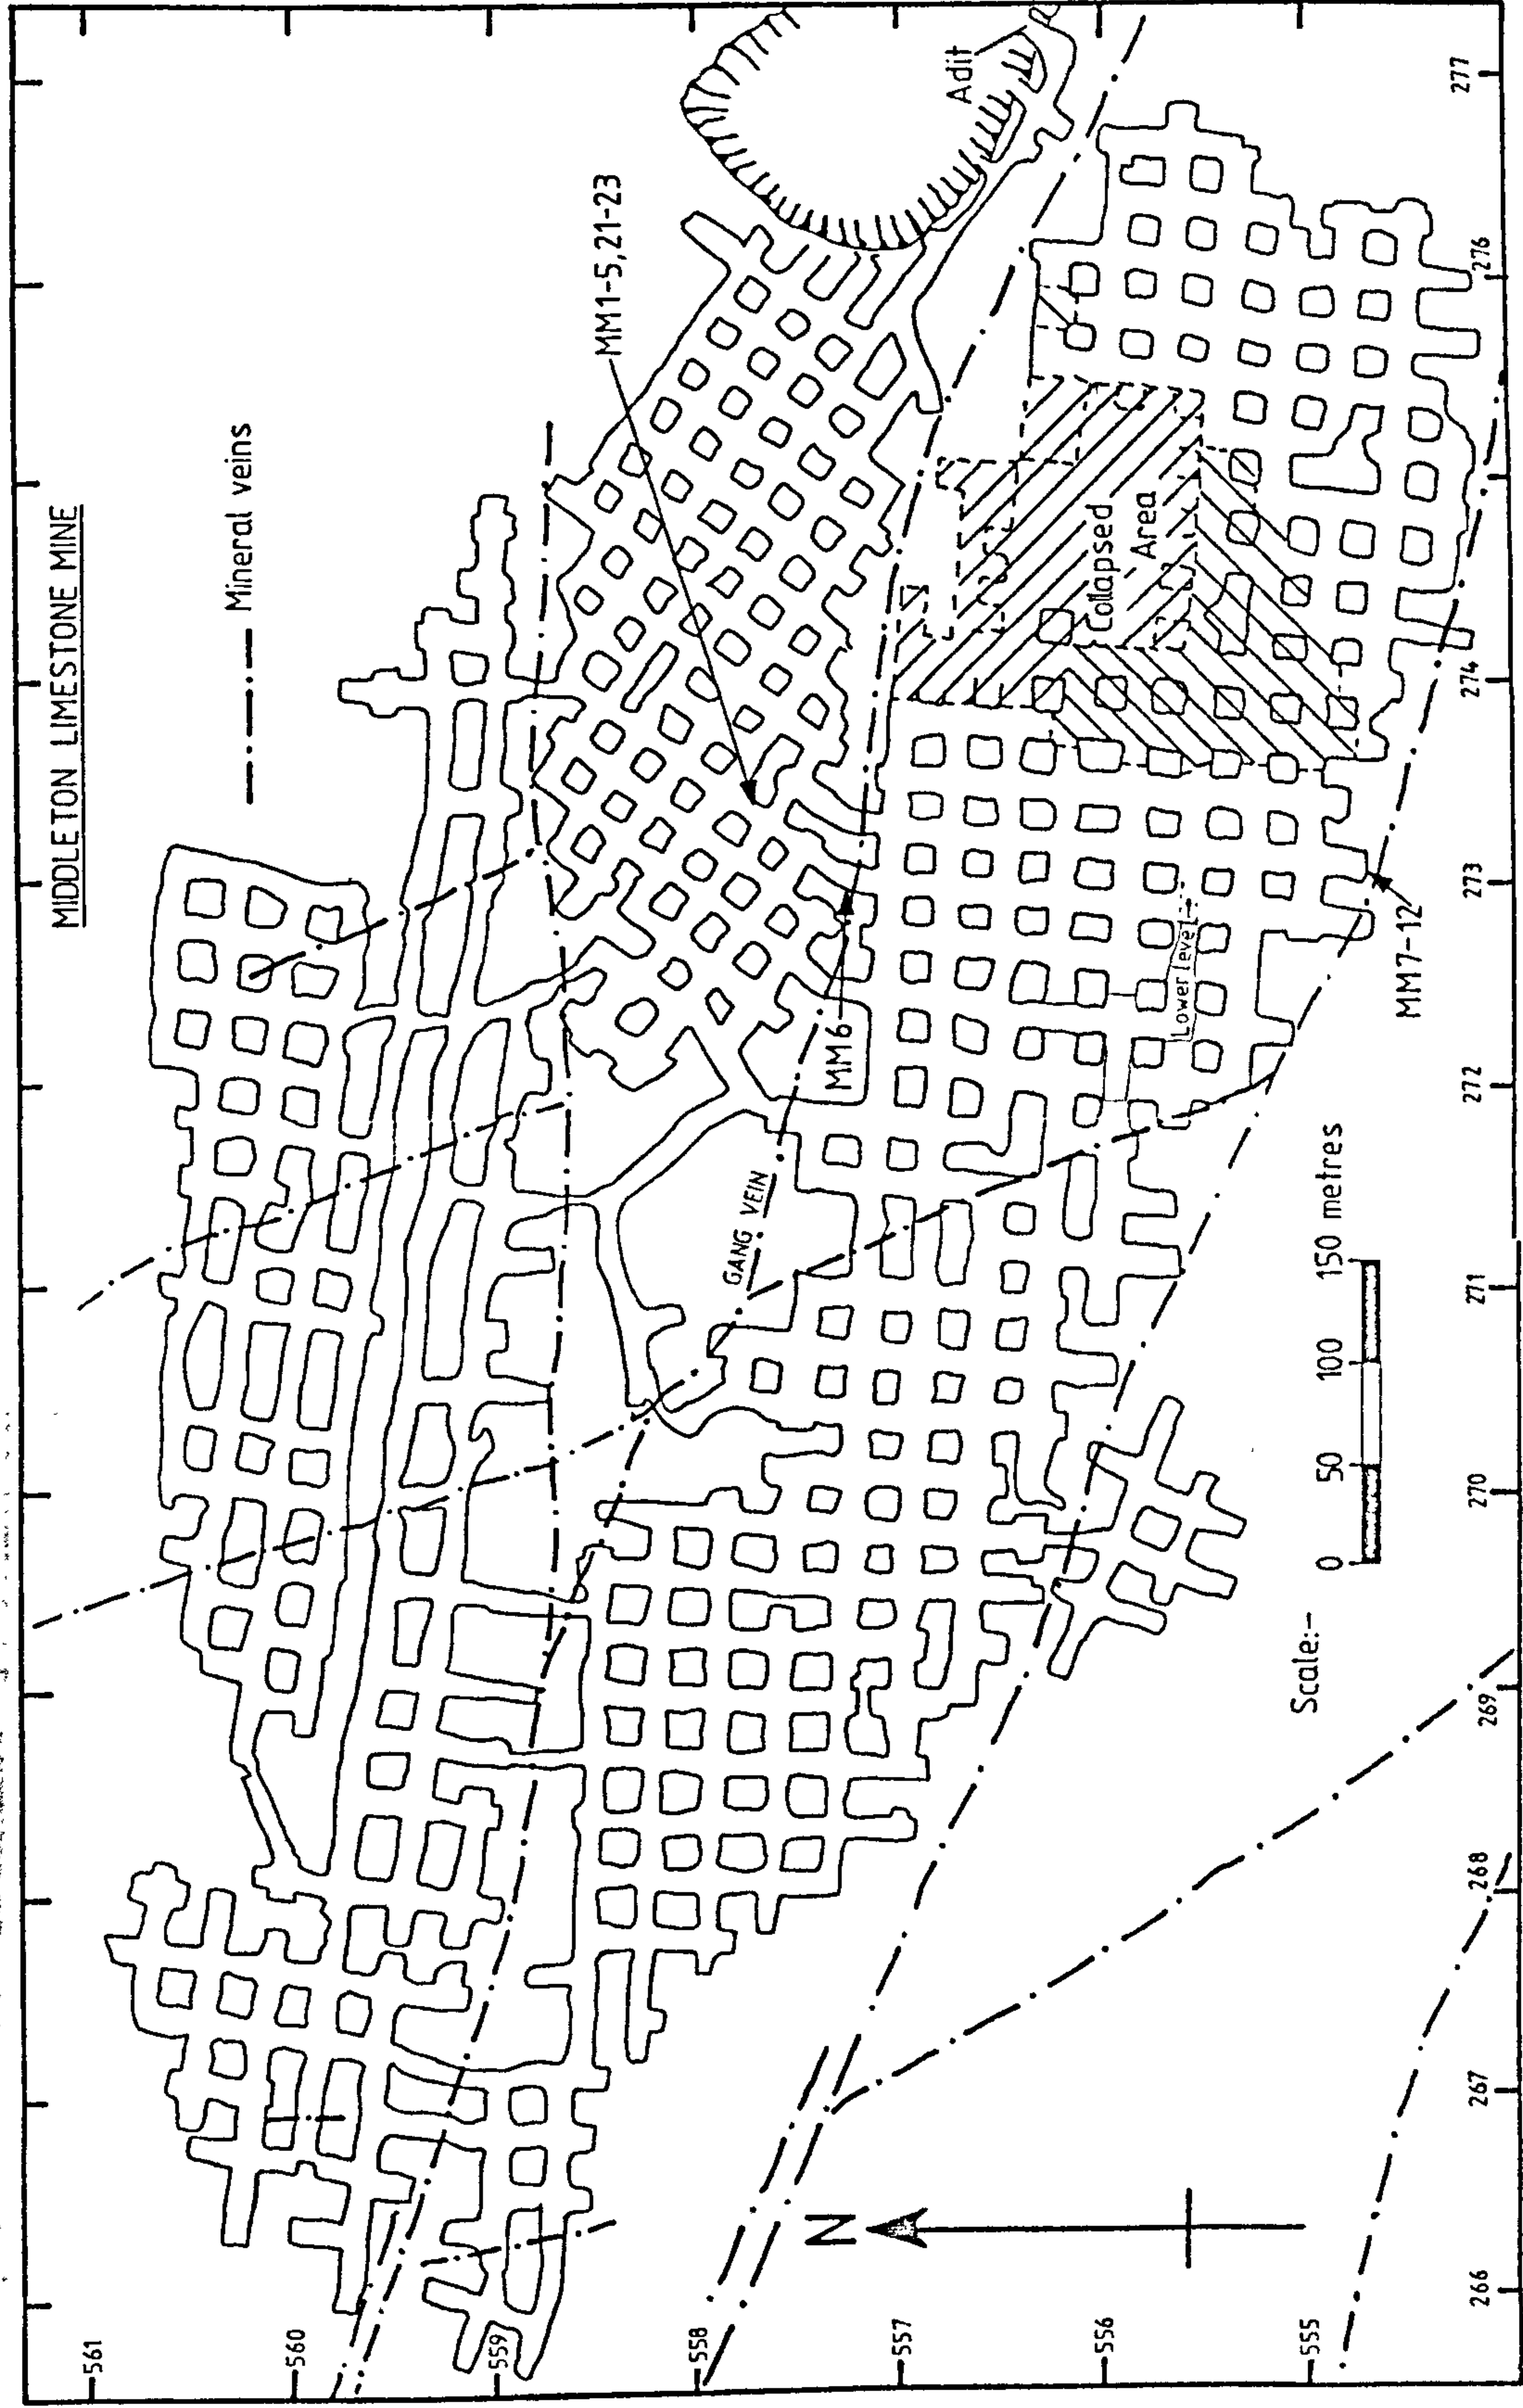 MIDDLETON LIMESTONE MINE
Mineral veins
MM1-5,21-23
Adit
Collapsed
Area
GANG VEIN
MM6
Lower level
MM7-12
N
Scale:-
0 50 100 150 metres
561
560
559
558
557
556
555
266 267 268 269 270 271 272 273 274 276 277